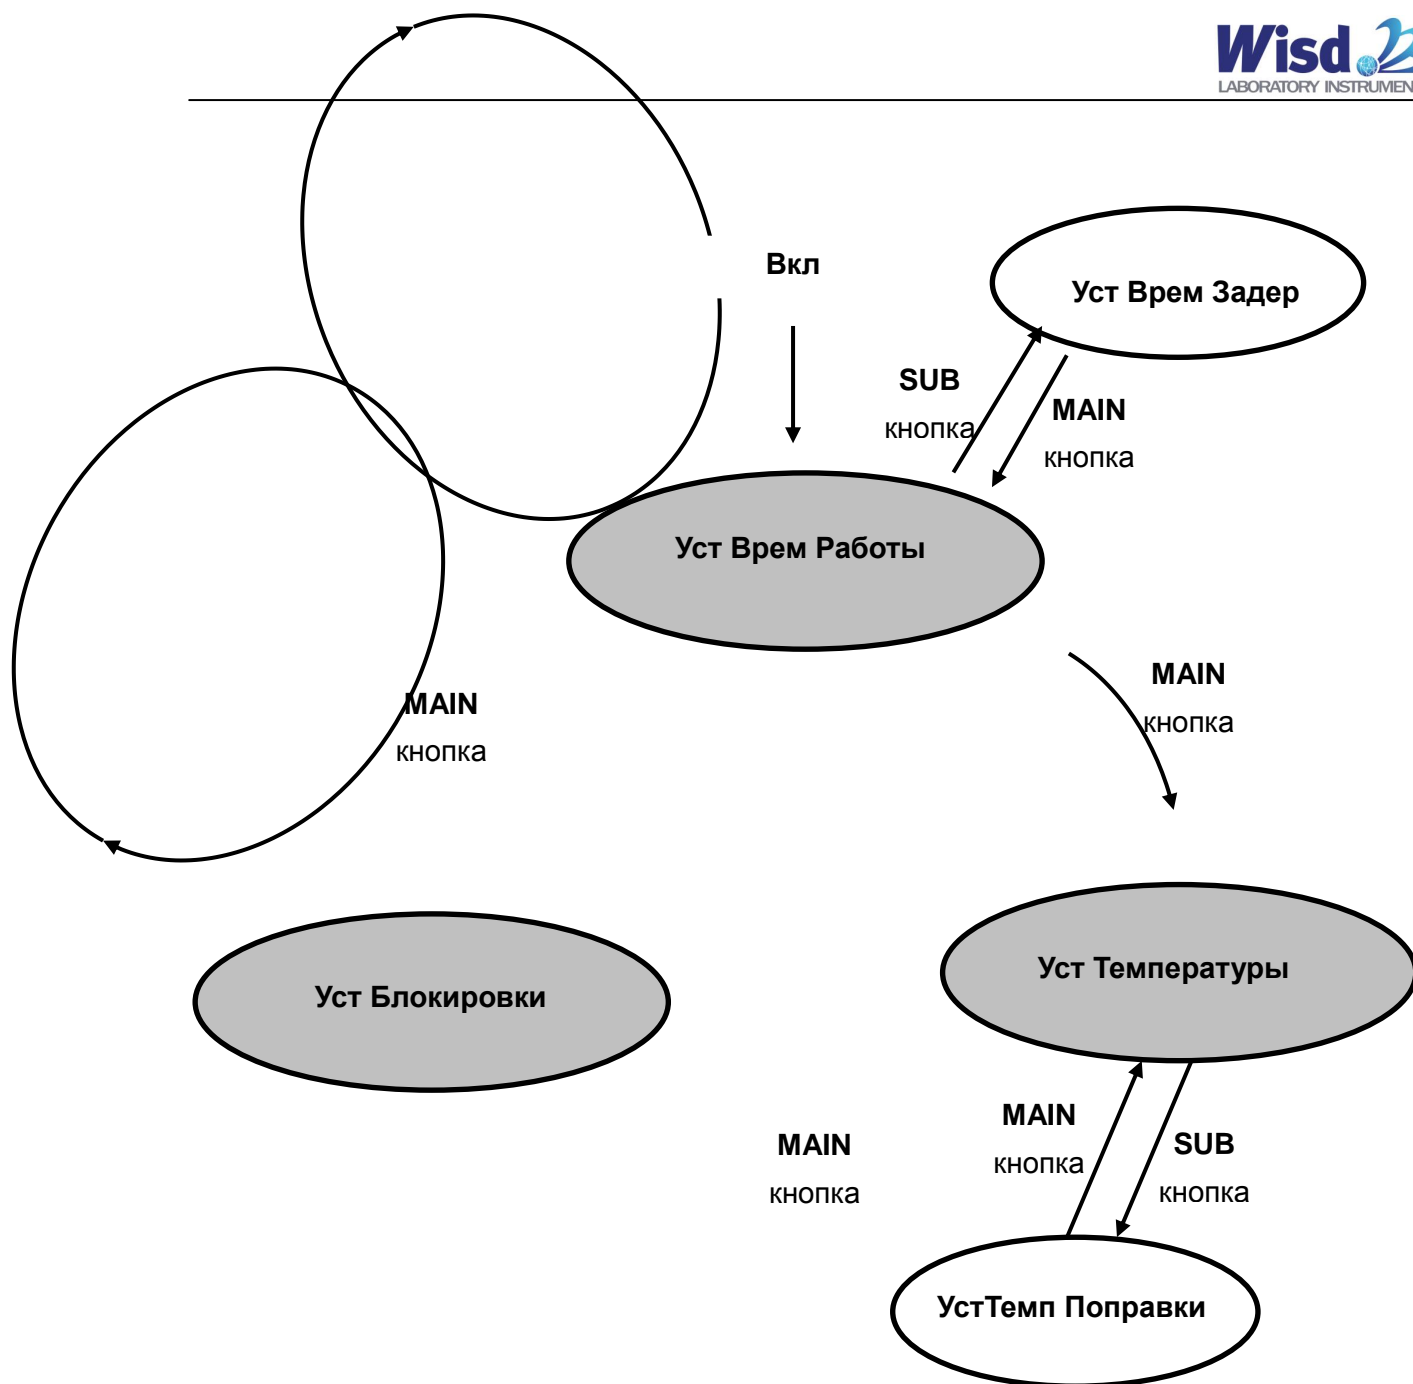 Wisd
LABORATORY INSTRUMEN
Вкл
Уст Врем Задер
SUB
кнопка
MAIN
кнопка
Уст Врем Работы
MAIN
кнопка
MAIN
кнопка
Уст Температуры
Уст Блокировки
MAIN
кнопка
SUB
кнопка
MAIN
кнопка
УстТемп Поправки